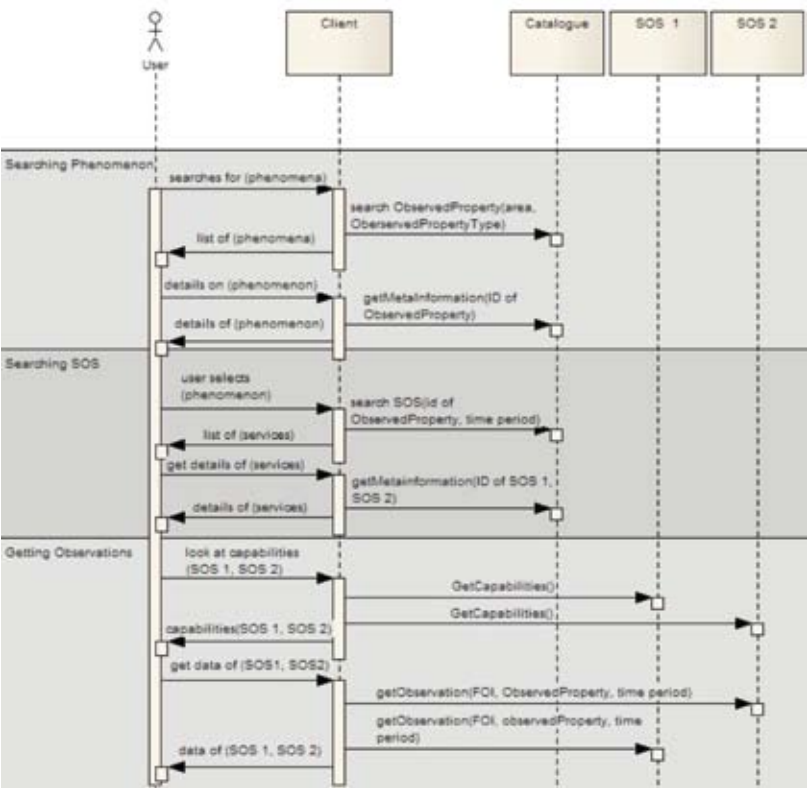 Client
Catalogue
SOS 1
SOS 2
User
Searching Phenomenon
searches for (phenomena)
search ObservedProperty(area,
OberservedPropertyType)
list of (phenomena)
details on (phenomenon)
getMetaInformation(ID of
ObservedProperty)
details of (phenomenon)
Searching SOS
user selects
(phenomenon)
search SOS(id of
ObservedProperty, time period)
list of (services)
get details of (services)
getMetainformation(ID of SOS 1,
SOS 2)
details of (services)
Getting Observations
look at capabilities
(SOS 1, SOS 2)
GetCapabilities()
GetCapabilities()
capabilities(SOS 1, SOS 2)
get data of (SOS1, SOS2)
getObservation(FOI, ObservedProperty, time period)
getObservation(FOI, observedProperty, time
period)
data of (SOS 1, SOS 2)